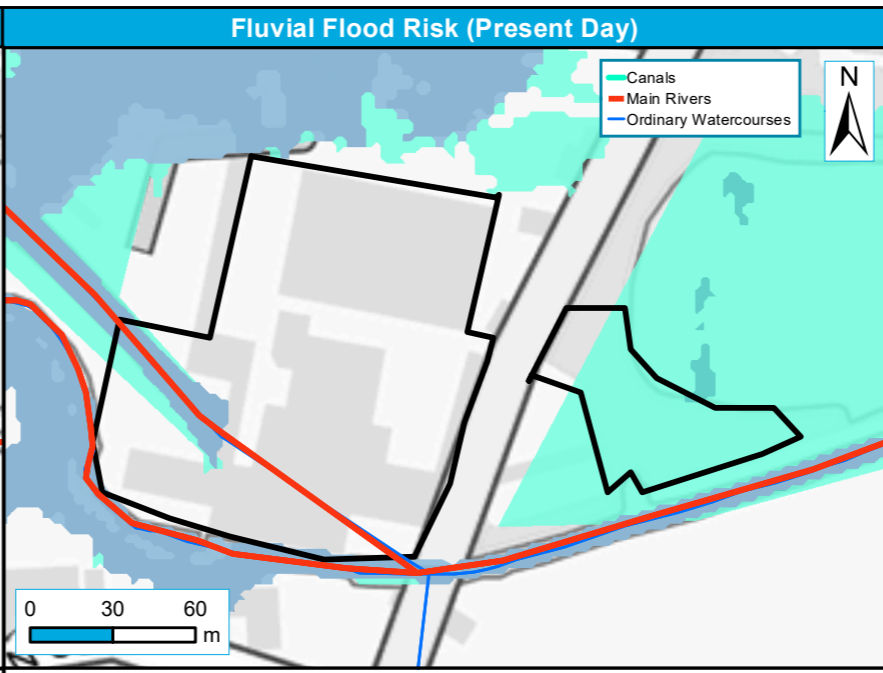 Fluvial Flood Risk (Present Day)
Canals
Main Rivers
Ordinary Watercourses
N
0 30 60
m